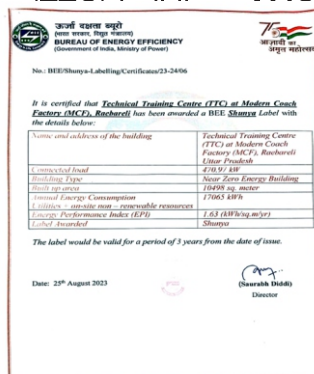 ऊर्जा दक्षता ब्यूरो
(भारत सरकार, विद्युत मंत्रालय)
BUREAU OF ENERGY EFFICIENCY
(Government of India, Ministry of Power)
75
आज़ादी का
अमृत महोत्सव
No.: BEE/Shunya-Labelling/Certificates/23-24/06
It is certified that Technical Training Centre (TTC) at Modern Coach
Factory (MCF), Raebareli has been awarded a BEE Shunya Label with
the details below:
Name and address of the building Technical Training Centre
(TTC) at Modern Coach
Factory (MCF), Raebareli
Uttar Pradesh
Connected load 470.97 kW
Building Type Near Zero Energy Building
Built up area 10498 sq. meter
Annual Energy Consumption 17065 kWh
Utilities + on-site non – renewable resources
Energy Performance Index (EPI) 1.63 (kWh/sq.m/yr)
Label Awarded Shunya
The label would be valid for a period of 3 years from the date of issue.
Date: 25th August 2023
(Saurabh Diddi)
Director